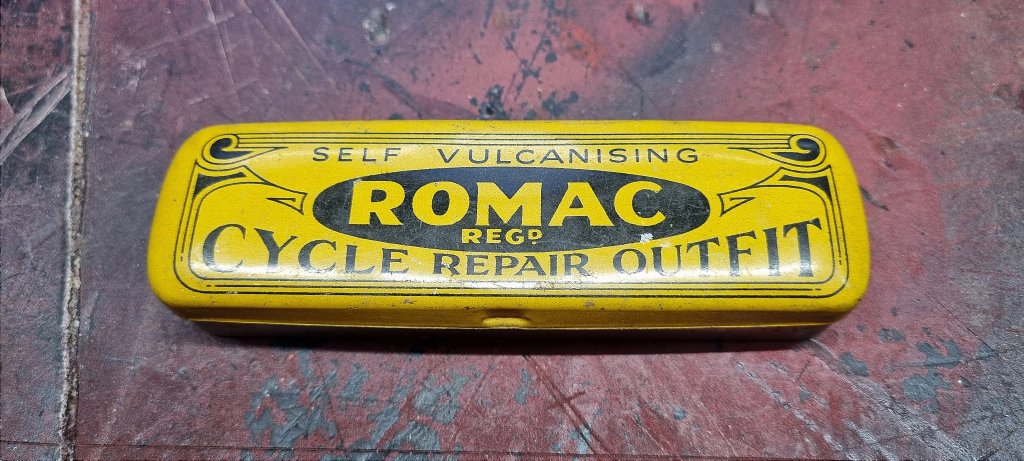 SELF VULCANISING
ROMAC
REGD
CYCLE REPAIR OUTFIT